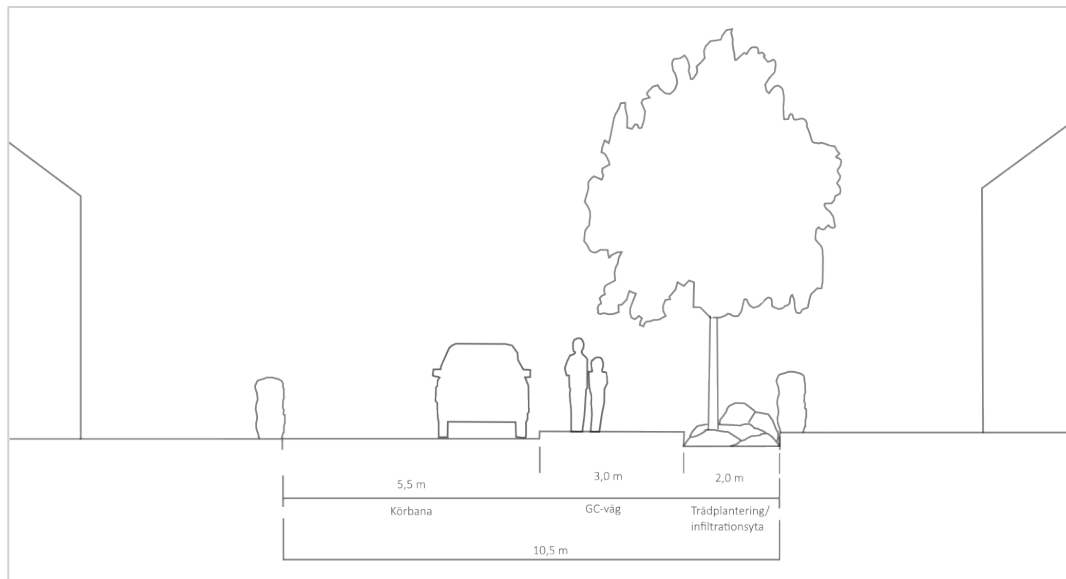 5,5 m
3,0 m
2,0 m
Körbana
GC-väg
Trädplantering/
infiltrationsyta
10,5 m